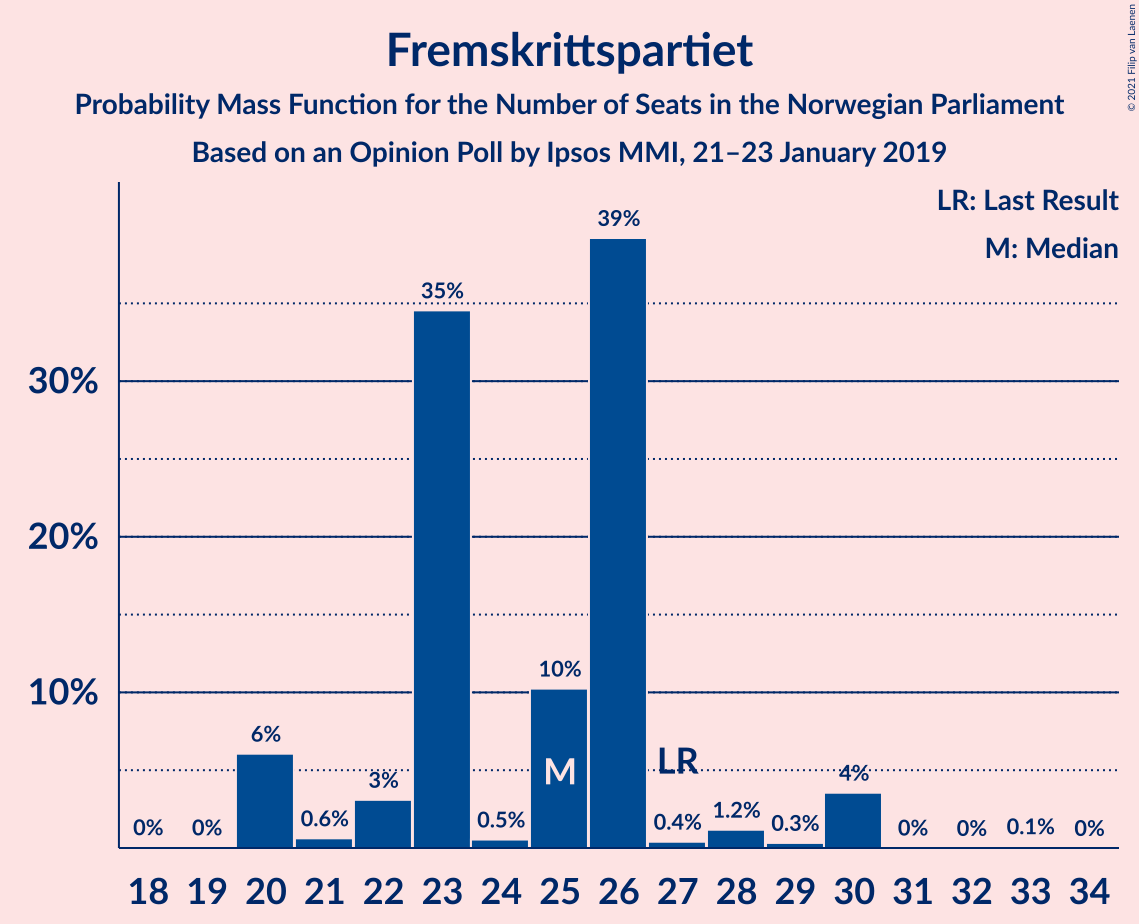 Fremskrittspartiet
Probability Mass Function for the Number of Seats in the Norwegian Parliament
Based on an Opinion Poll by Ipsos MMI, 21–23 January 2019
© 2021 Filip van Laenen
LR: Last Result
M: Median
39%
35%
30%
20%
10%
10%
6%
M
LR
3%
4%
0%
0%
0.6%
0.5%
0.4%
1.2%
0.3%
0%
0%
0.1%
0%
18 19 20 21 22 23 24 25 26 27 28 29 30 31 32 33 34